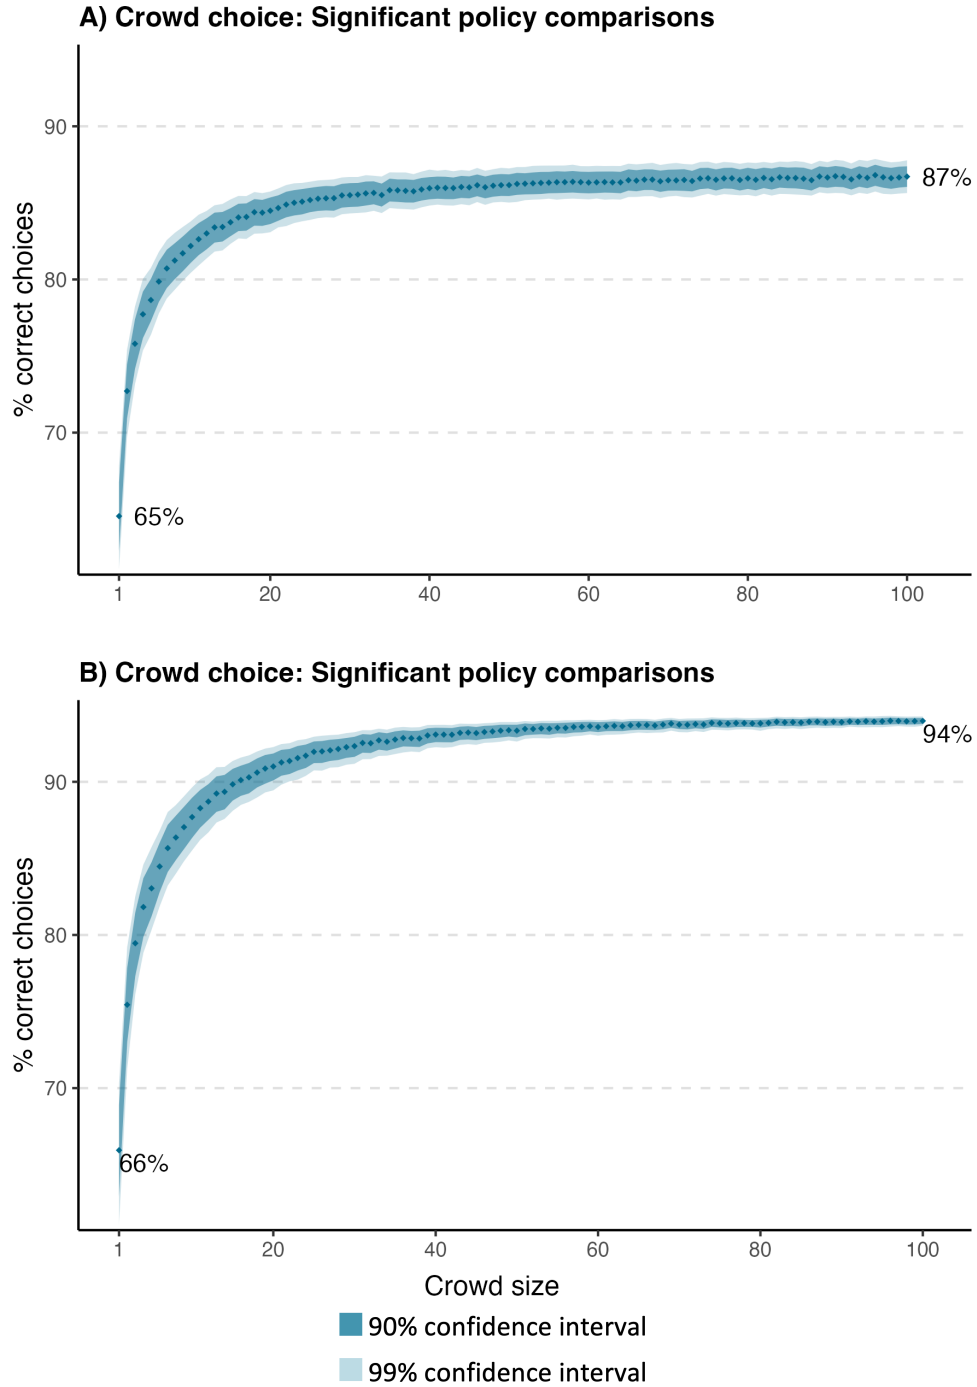 A) Crowd choice: Significant policy comparisons
% correct choices
90
80
70
87%
65%
1 20 40 60 80 100
B) Crowd choice: Significant policy comparisons
% correct choices
90
80
70
94%
66%
1 20 40 60 80 100
Crowd size
90% confidence interval
99% confidence interval